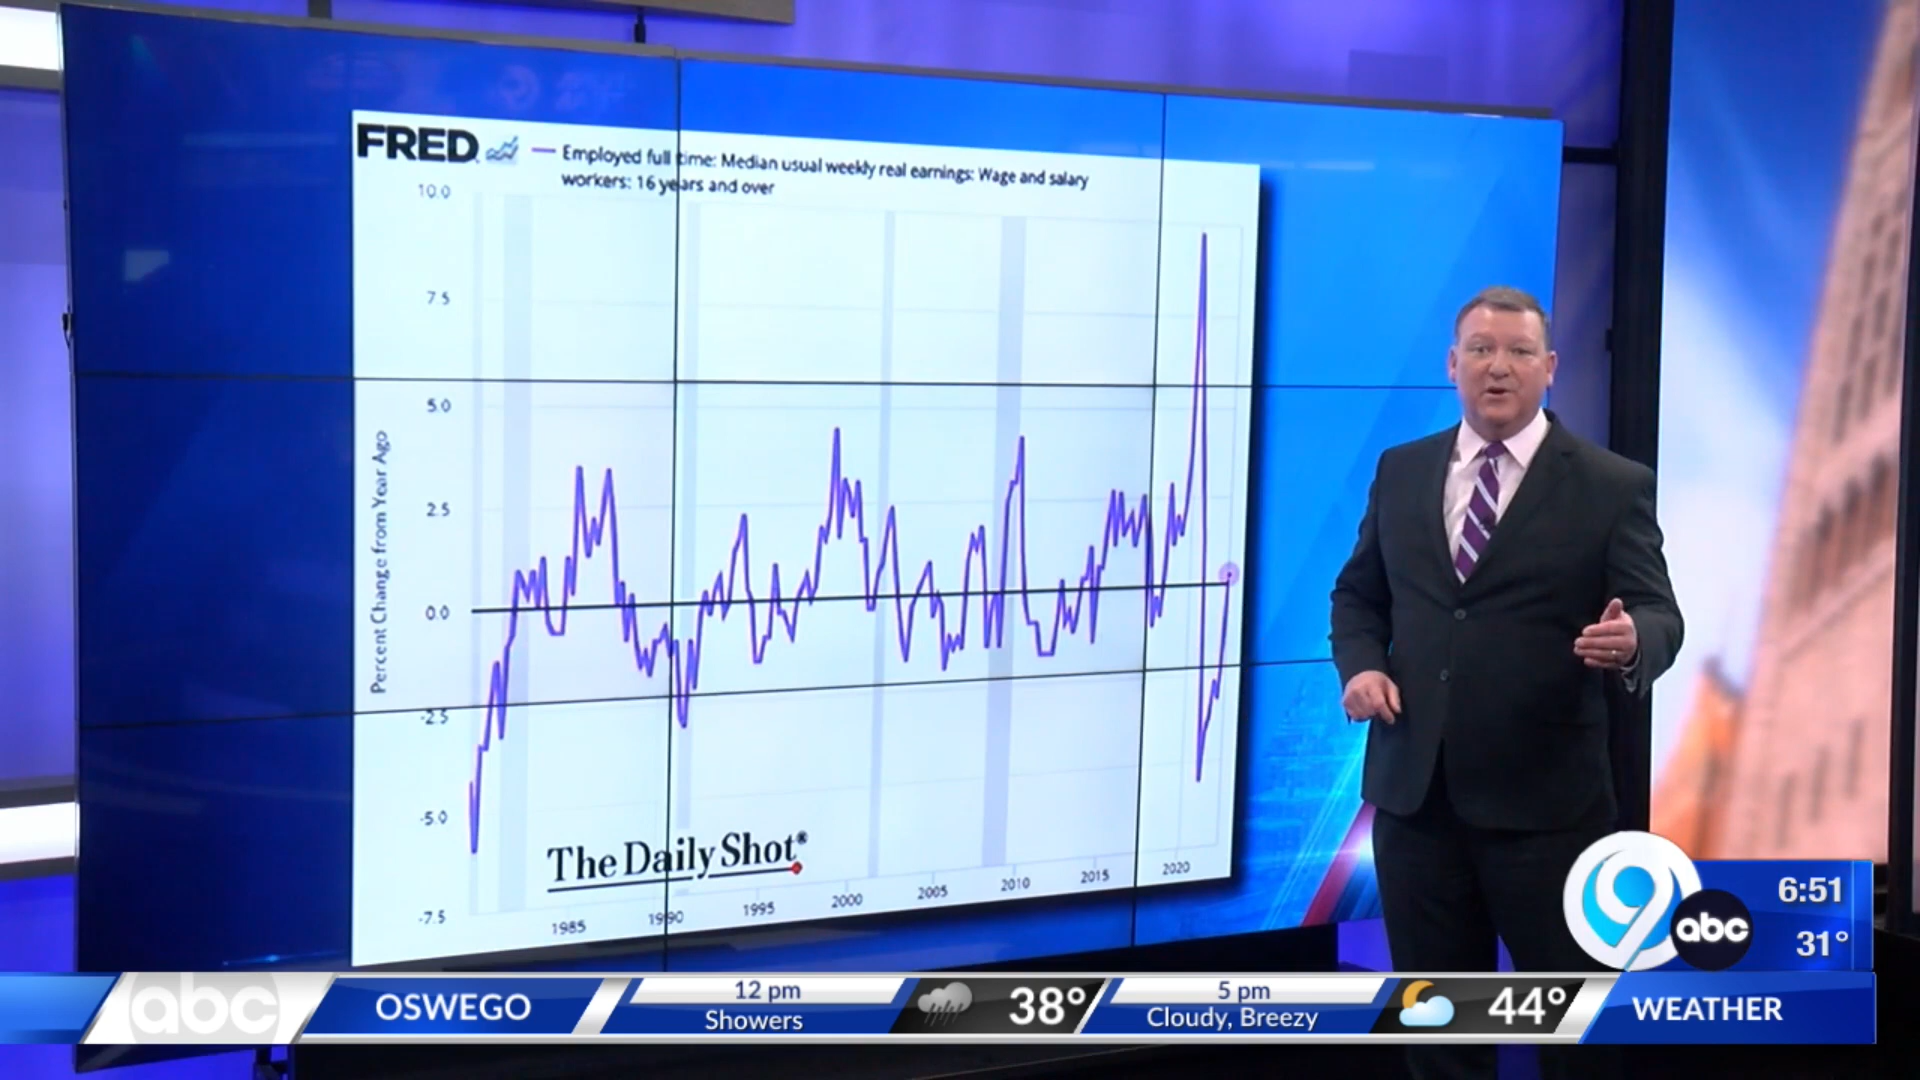 FRED
Employed full time: Median usual weekly real earnings: Wage and salary
workers: 16 years and over
10.0
7.5
5.0
2.5
0.0
-2.5
-5.0
-7.5
Percent Change from Year Ago
The Daily Shot®
1985
1990
1995
2000
2005
2010
2015
2020
9
abc
6:51
31°
abc
OSWEGO
12 pm
Showers
38°
5 pm
Cloudy, Breezy
44°
WEATHER